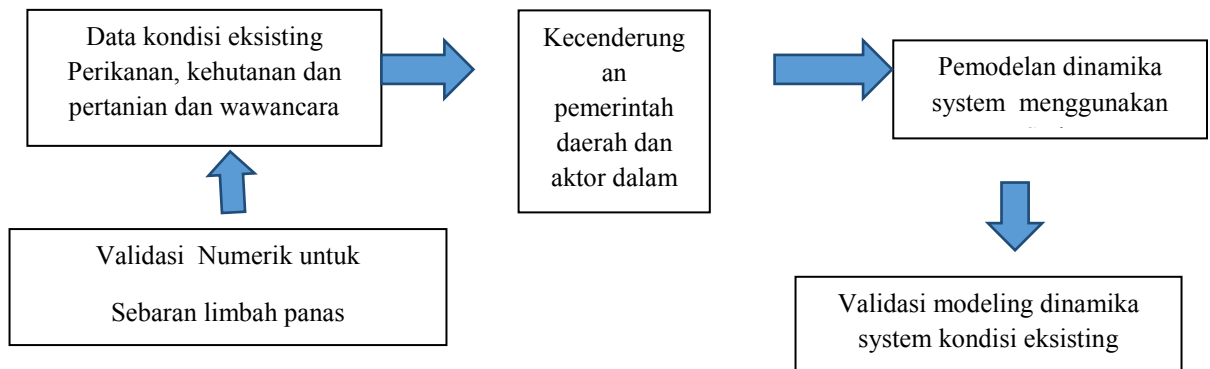 Data kondisi eksisting
Perikanan, kehutanan dan
pertanian dan wawancara
Kecenderung
an
pemerintah
daerah dan
aktor dalam
Pemodelan dinamika
system menggunakan
Validasi Numerik untuk
Sebaran limbah panas
Validasi modeling dinamika
system kondisi eksisting